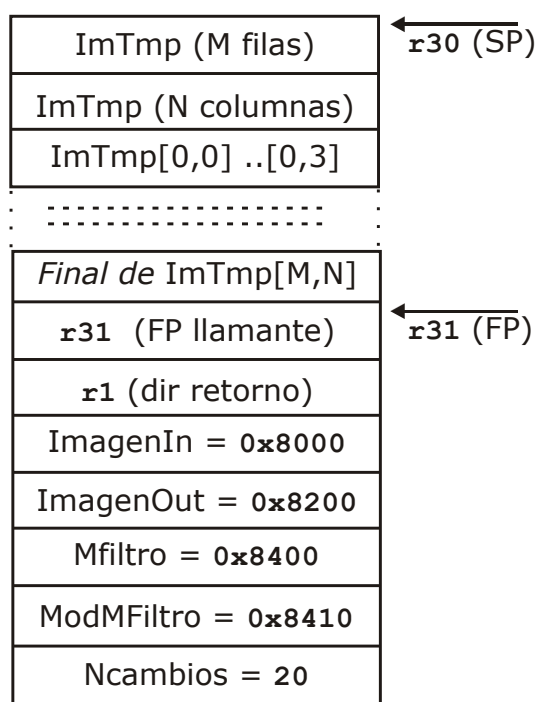 ImTmp (M filas)
r30 (SP)
ImTmp (N columnas)
ImTmp[0,0] ..[0,3]
Final de ImTmp[M,N]
r31 (FP llamante)
r31 (FP)
r1 (dir retorno)
ImagenIn = 0x8000
ImagenOut = 0x8200
Mfiltro = 0x8400
ModMFiltro = 0x8410
Ncambios = 20